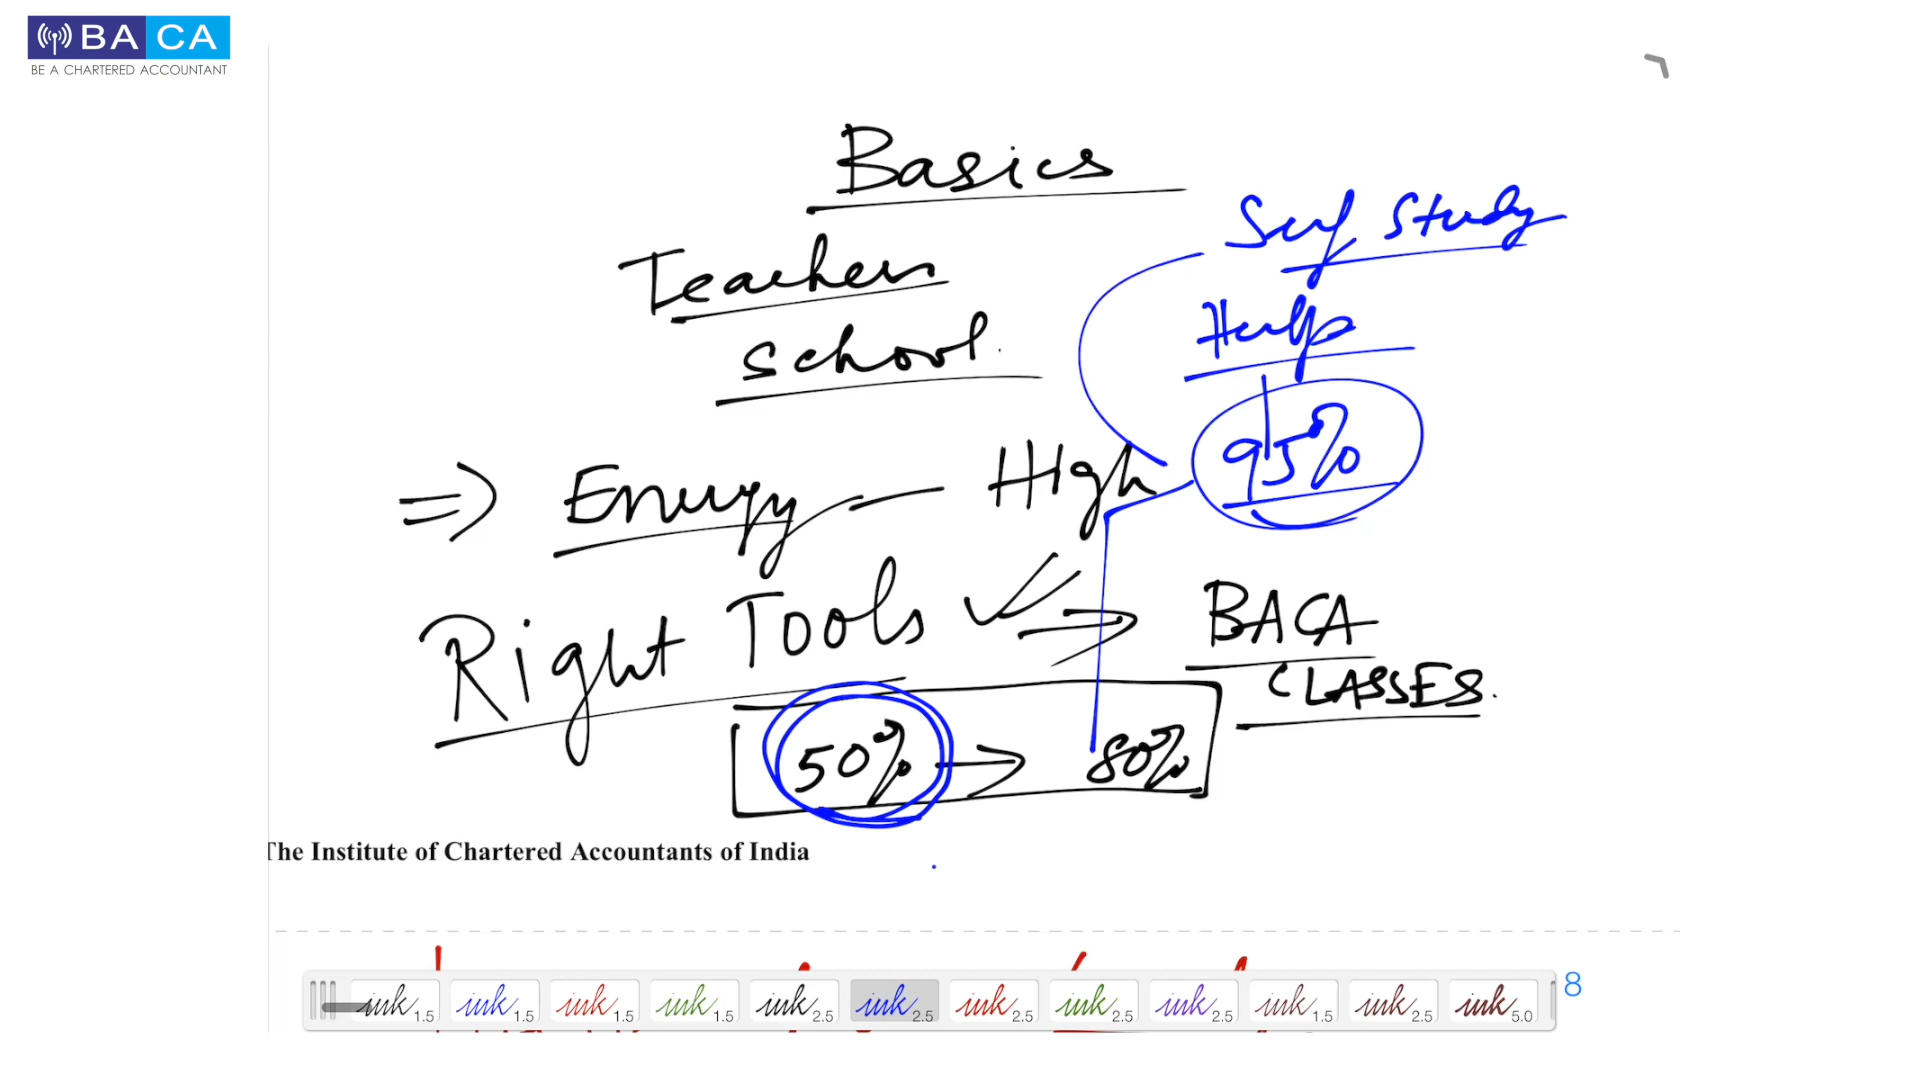 BA CA
BE A CHARTERED ACCOUNTANT
Basics
Self Study
Teachers
School.
Help
95%
=> Energy — High
Right Tools => BACA
CLASSES.
50% → 80%
The Institute of Chartered Accountants of India
ink 1.5 ink 1.5 ink 1.5 ink 1.5 ink 2.5 ink 2.5 ink 2.5 ink 2.5 ink 2.5 ink 1.5 ink 2.5 ink 5.0
8